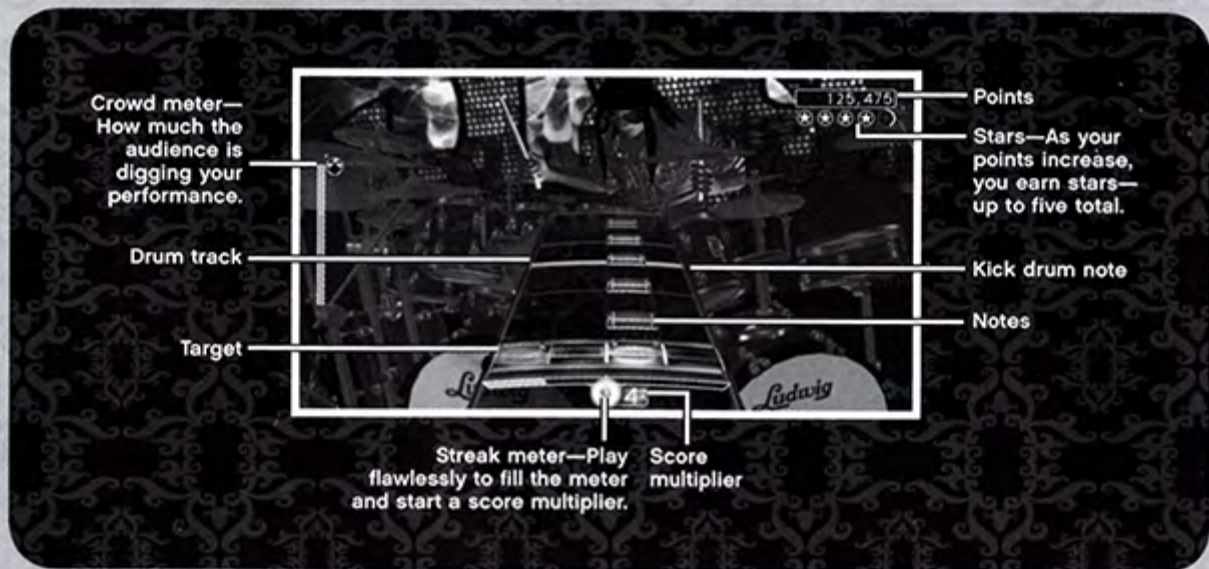 Crowd meter—
How much the
audience is
digging your
performance.
Drum track
Target
125,475
Points
Stars—As your
points increase,
you earn stars—
up to five total.
Kick drum note
Notes
Ludwig
Streak meter—Play
flawlessly to fill the meter
and start a score multiplier.
Score
multiplier